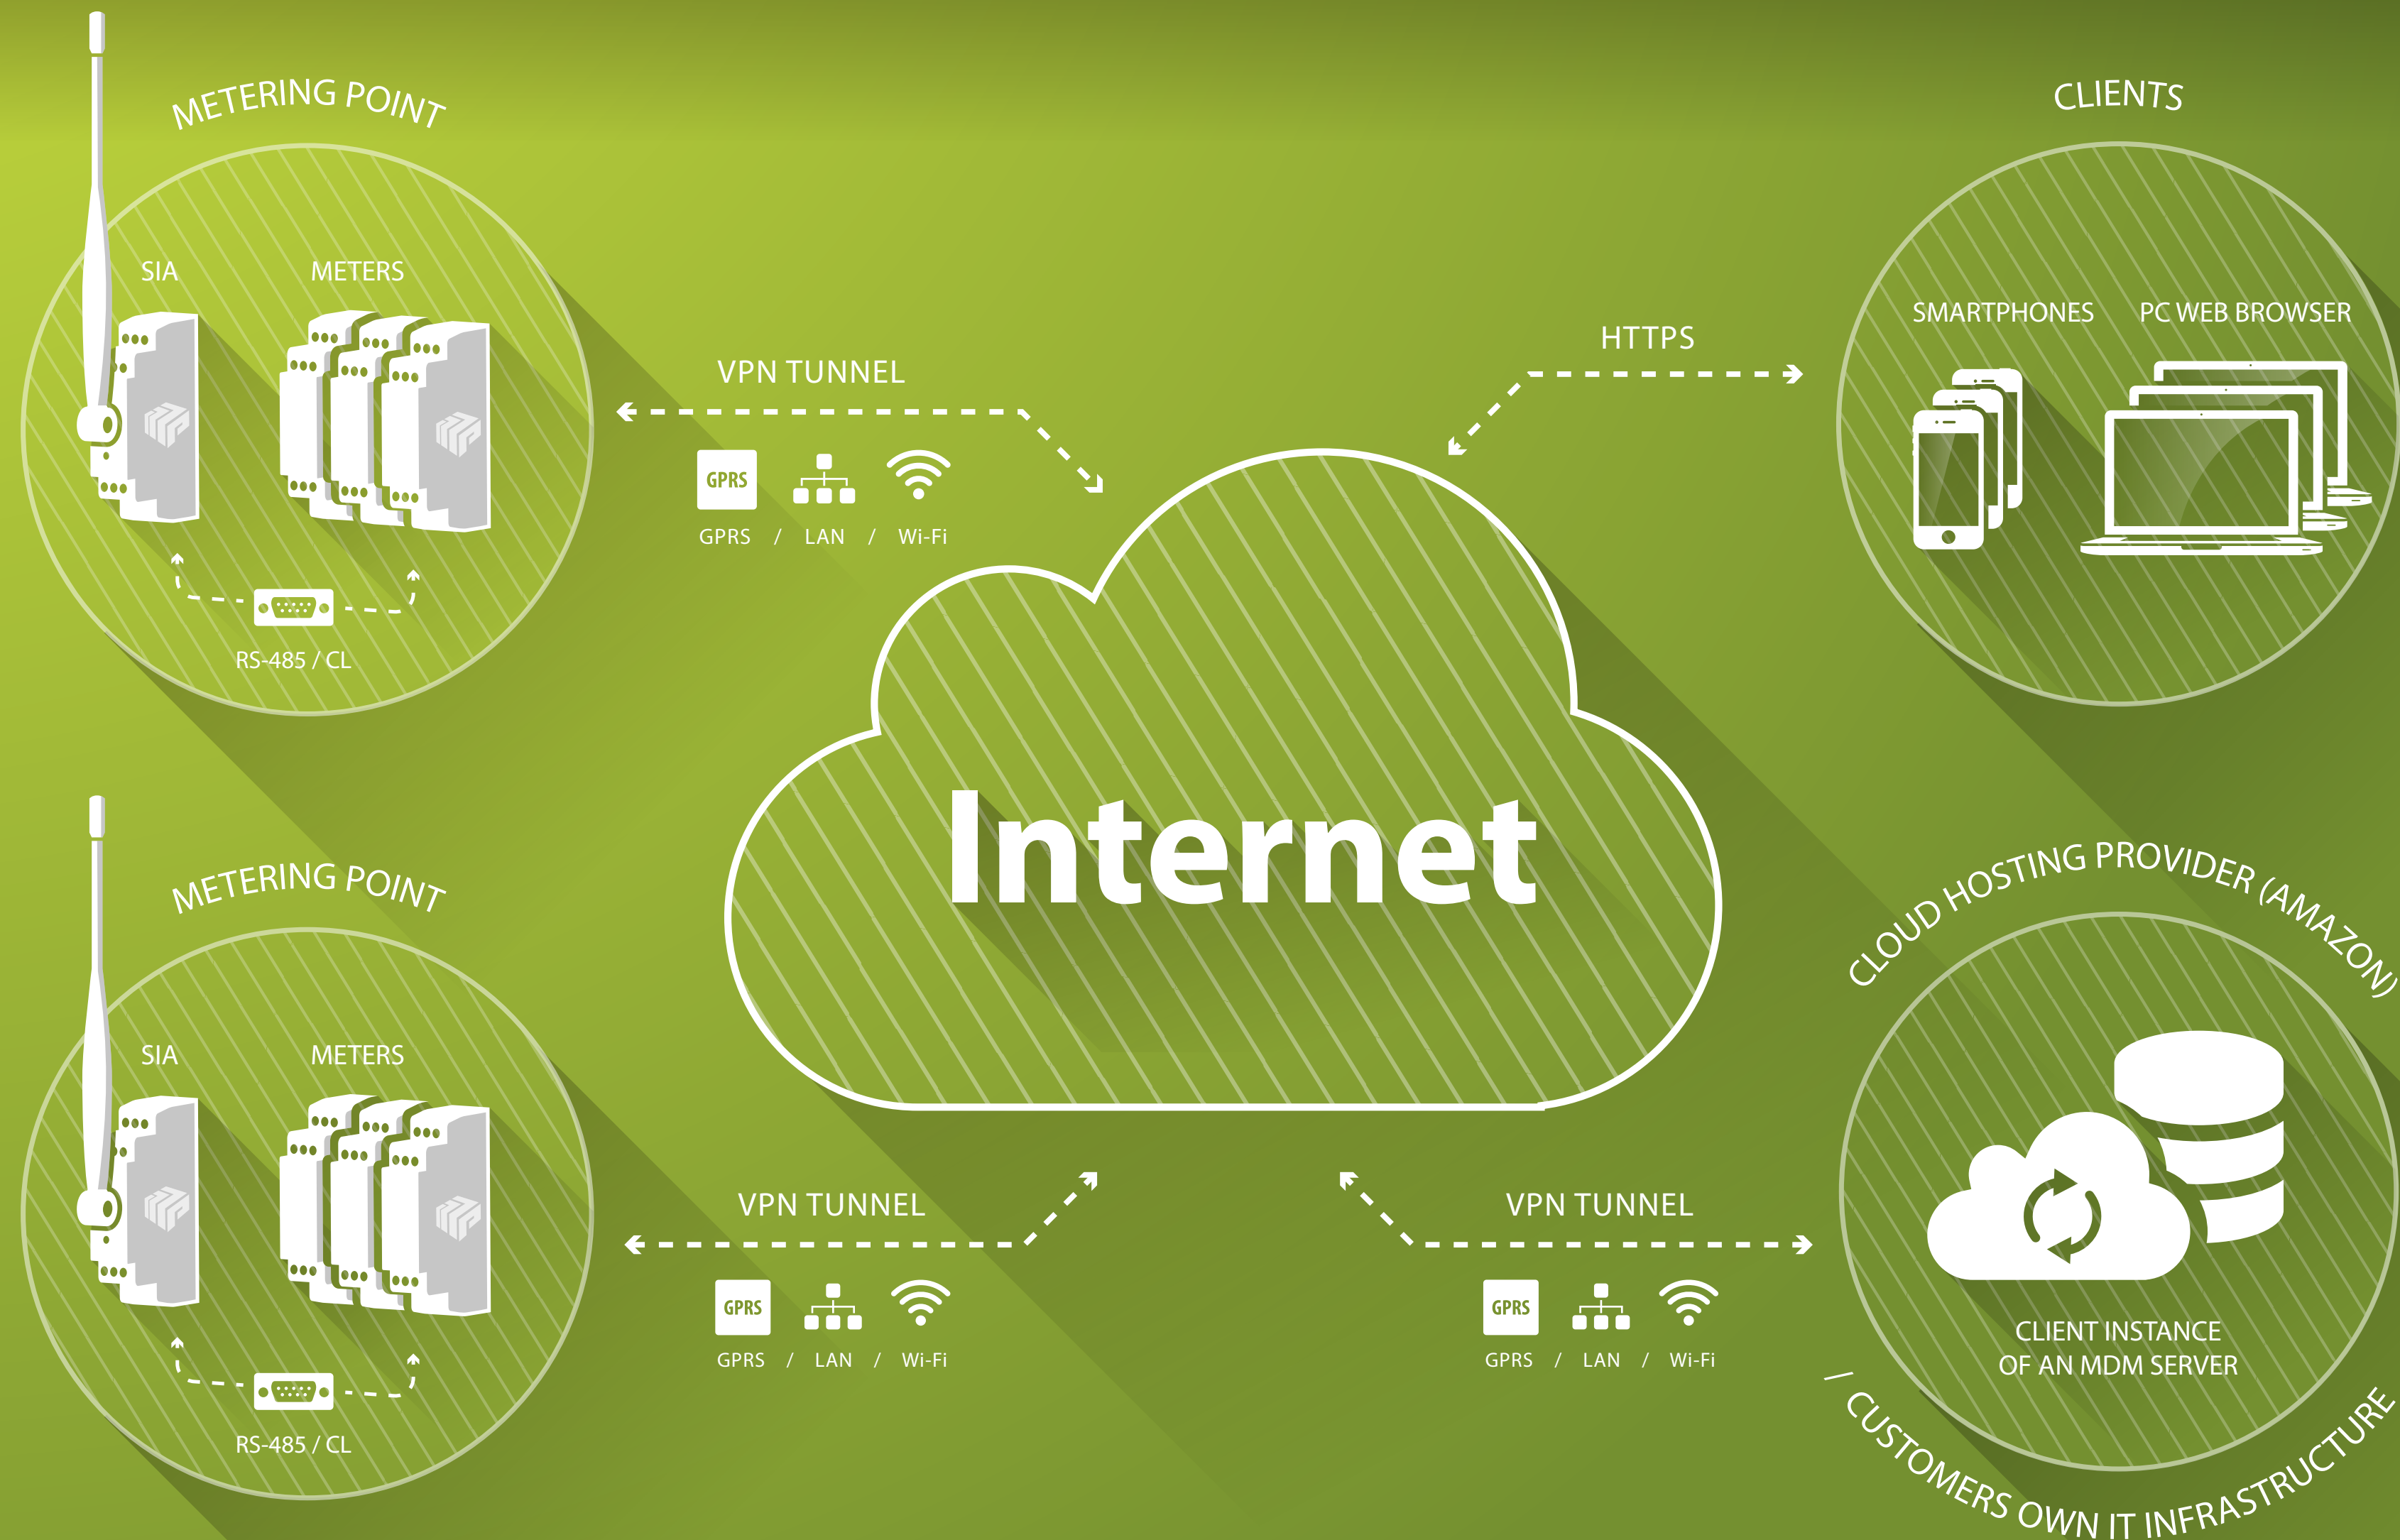 METERING POINT
SIA
METERS
RS-485 / CL
VPN TUNNEL
GPRS
GPRS / LAN / Wi-Fi
HTTPS
CLIENTS
SMARTPHONES
PC WEB BROWSER
Internet
METERING POINT
SIA
METERS
RS-485 / CL
VPN TUNNEL
GPRS
GPRS / LAN / Wi-Fi
VPN TUNNEL
GPRS
GPRS / LAN / Wi-Fi
CLOUD HOSTING PROVIDER (AMAZON)
CLIENT INSTANCE
OF AN MDM SERVER
/ CUSTOMERS OWN IT INFRASTRUCTURE